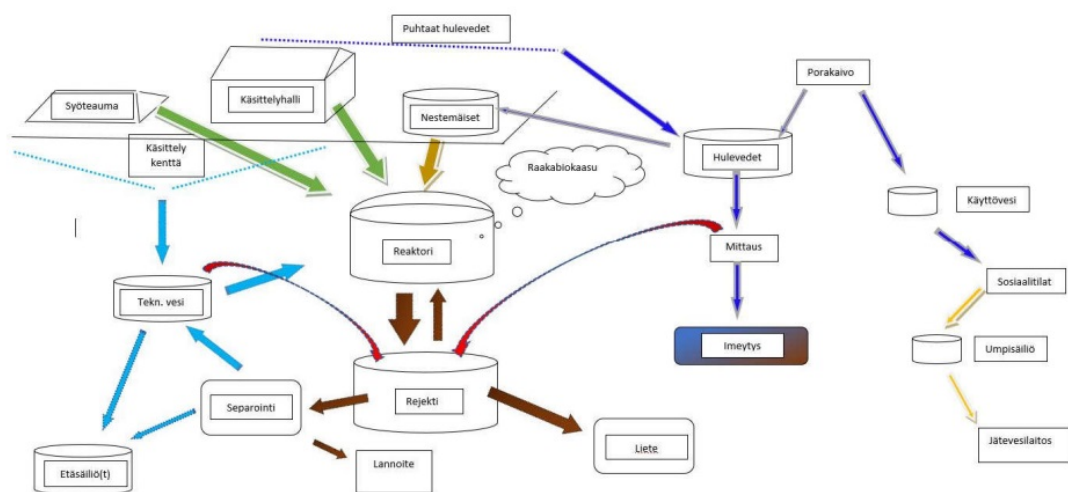 Puhtaat hulevedet
Porakaivo
Syöteauma
Käsittelyhalli
Nestemäiset
Käsittely
kenttä
Raakabiokaasu
Hulevedet
Käyttövesi
Reaktori
Mittaus
Sosiaalitilat
Tekn. vesi
Imeytys
Umpisäiliö
Separointi
Rejekti
Liete
Jätevesilaitos
Lannoite
Etäsäiliö(t)